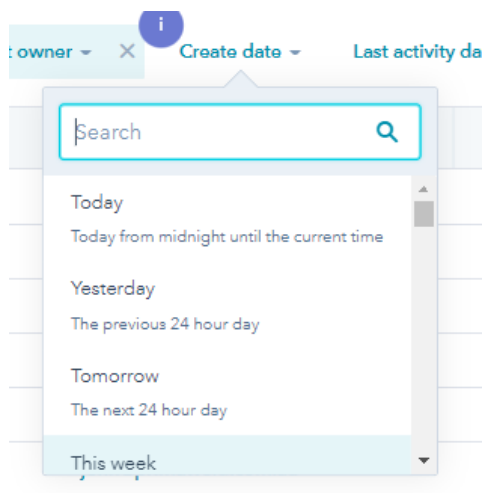 i
t owner
Create date
Last activity da
Search
Today
Today from midnight until the current time
Yesterday
The previous 24 hour day
Tomorrow
The next 24 hour day
This week